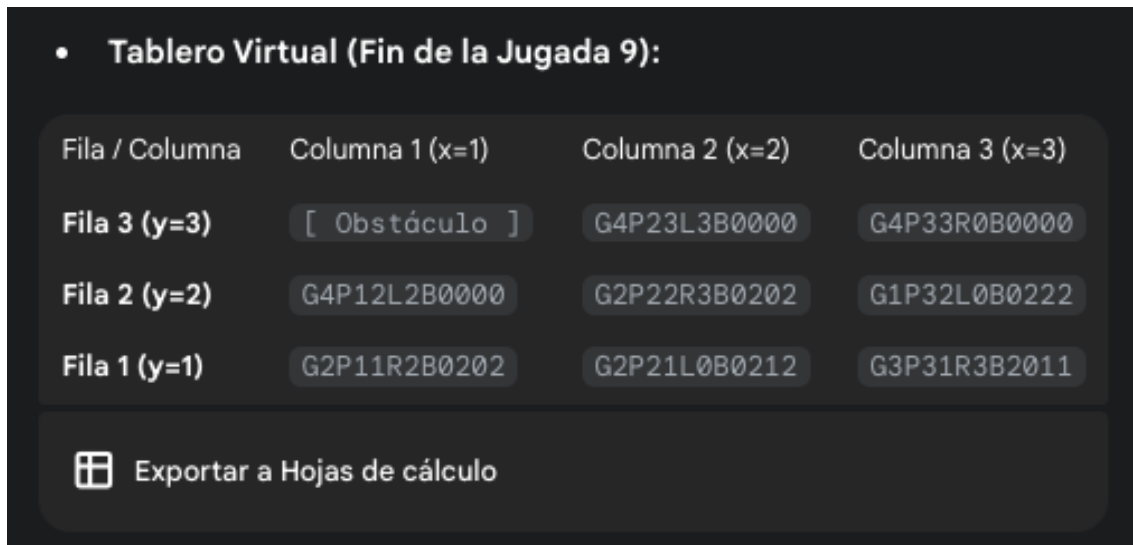 • Tablero Virtual (Fin de la Jugada 9):
Fila / Columna Columna 1 (x=1) Columna 2 (x=2) Columna 3 (x=3)
Fila 3 (y=3) [ Obstáculo ] G4P23L3B0000 G4P33R0B0000
Fila 2 (y=2) G4P12L2B0000 G2P22R3B0202 G1P32L0B0222
Fila 1 (y=1) G2P11R2B0202 G2P21L0B0212 G3P31R3B2011
Exportar a Hojas de cálculo